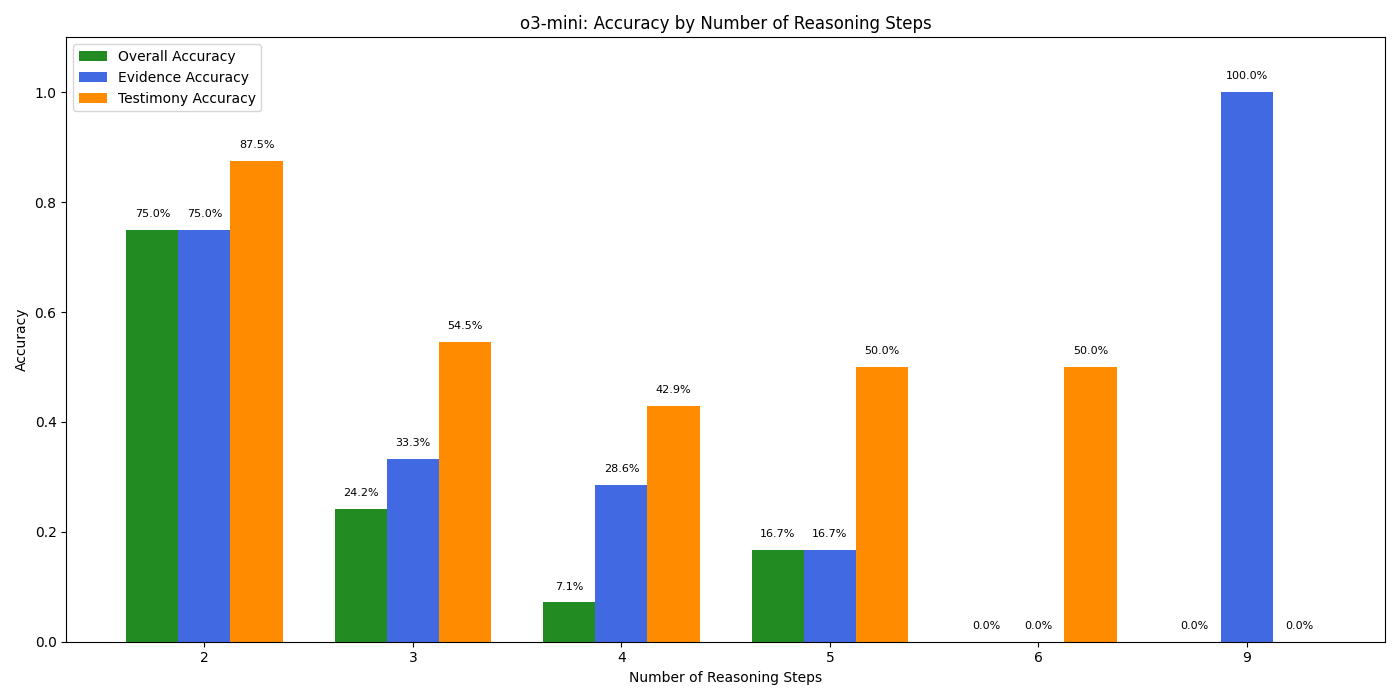 o3-mini: Accuracy by Number of Reasoning Steps
Overall Accuracy
Evidence Accuracy
Testimony Accuracy
Accuracy
1.0
0.8
0.6
0.4
0.2
0.0
75.0% 75.0% 87.5%
24.2% 33.3% 54.5%
7.1% 28.6% 42.9%
16.7% 16.7% 50.0%
0.0% 0.0% 50.0%
0.0% 100.0% 0.0%
2 3 4 5 6 9
Number of Reasoning Steps